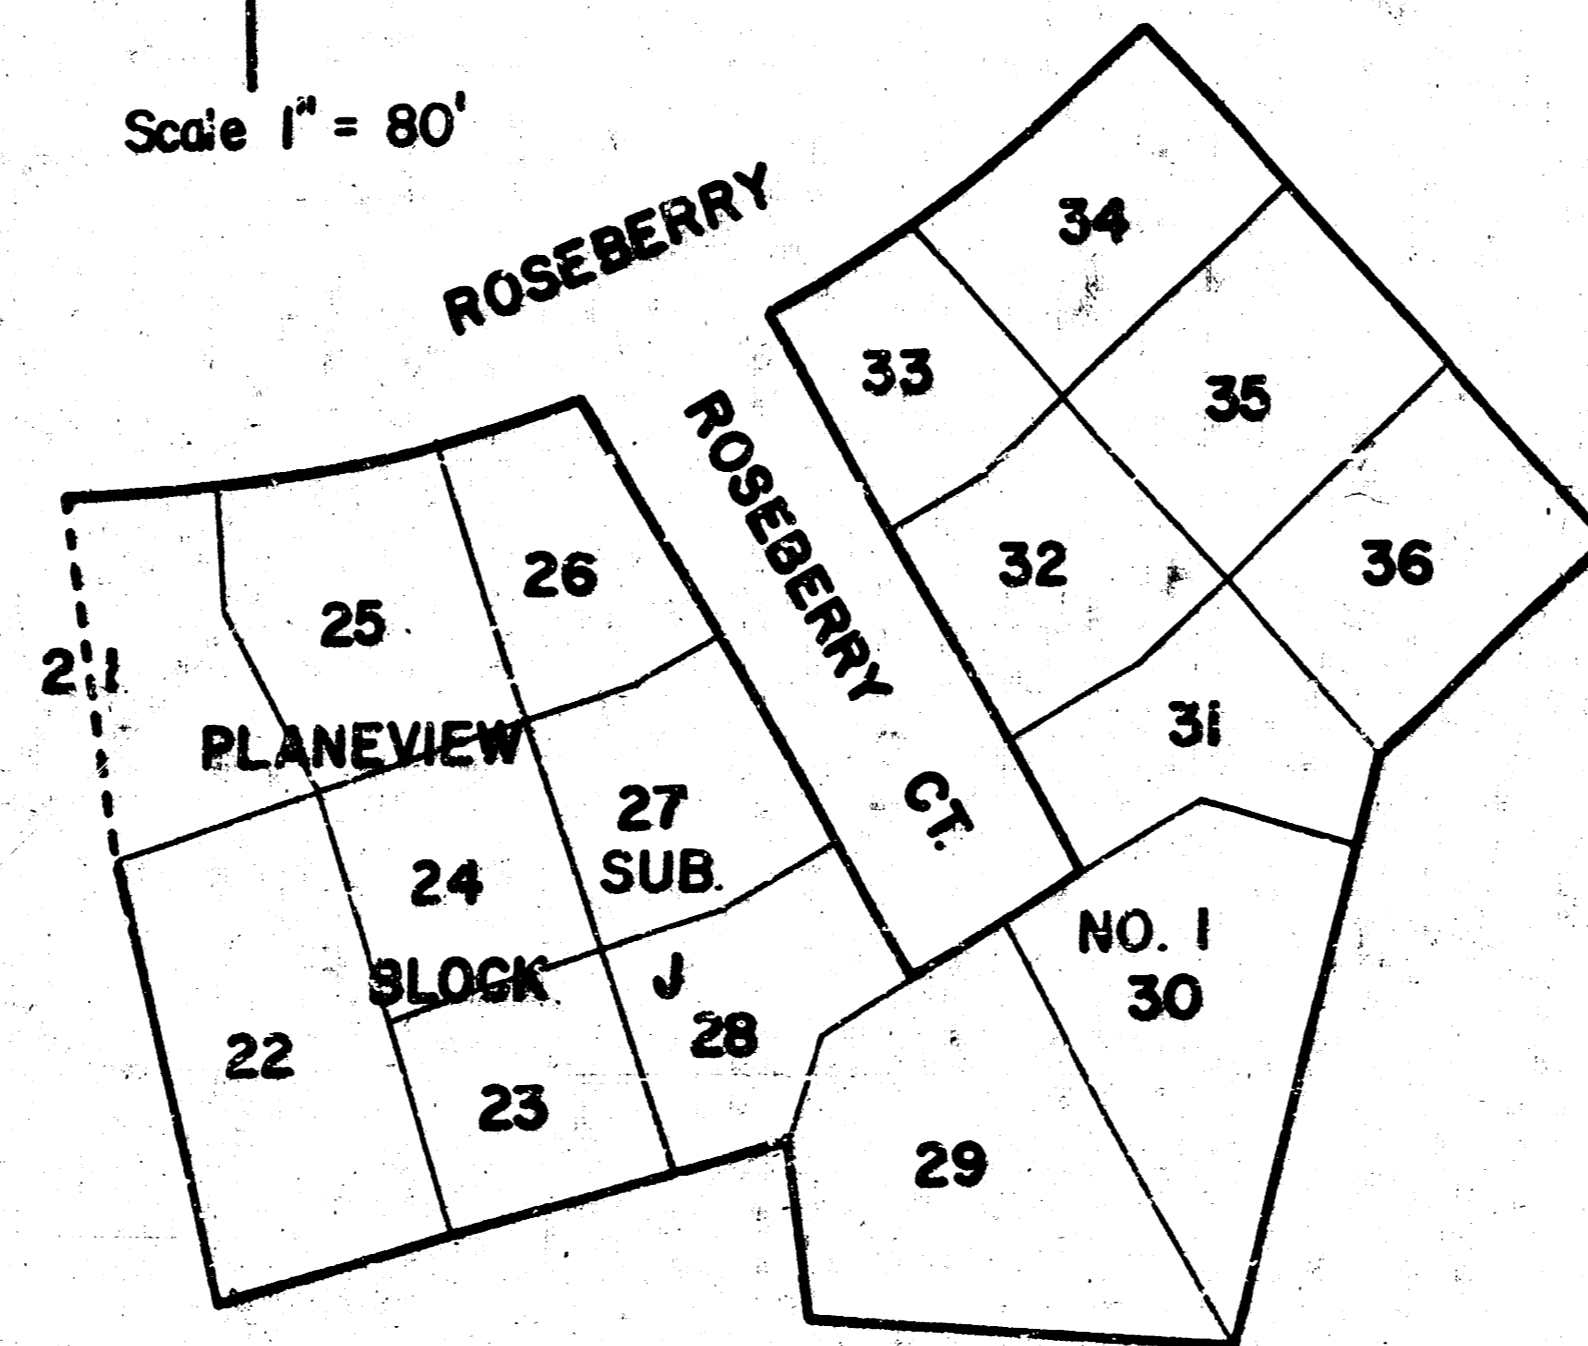 Scale 1" = 80'
ROSEBERRY
34
33
35
ROSEBERRY CT.
26
32
36
25
21
31
PLANEVIEW
27
SUB.
24
NO. 1
BLOCK J
30
28
22
23
29